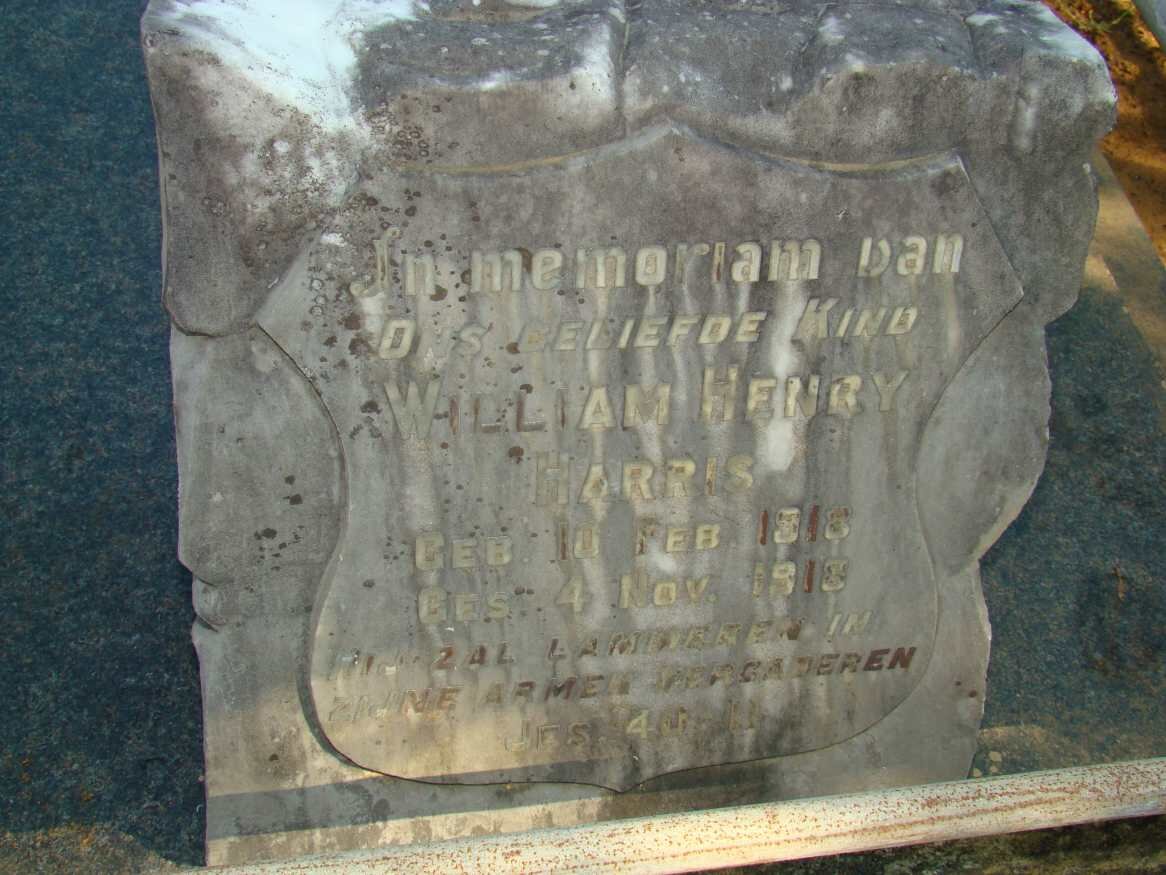 In memoriam van
Ons geliefde Kind
William Henry
Harris
Geb 10 Feb 1918
Ges. 4 Nov. 1918
Hij zal lammeren in
zijne armen vergaderen
Jes. 40. 11